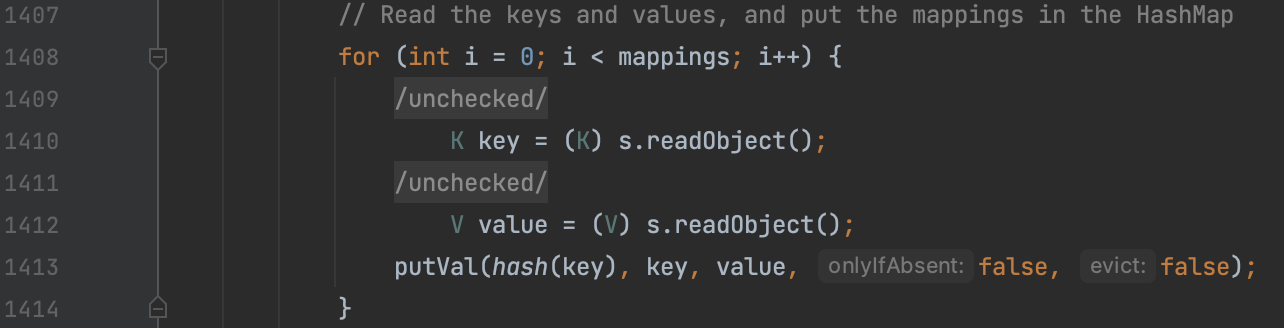 1407 // Read the keys and values, and put the mappings in the HashMap
1408 for (int i = 0; i < mappings; i++) {
1409 /unchecked/
1410 K key = (K) s.readObject();
1411 /unchecked/
1412 V value = (V) s.readObject();
1413 putVal(hash(key), key, value, onlyIfAbsent: false, evict: false);
1414 }